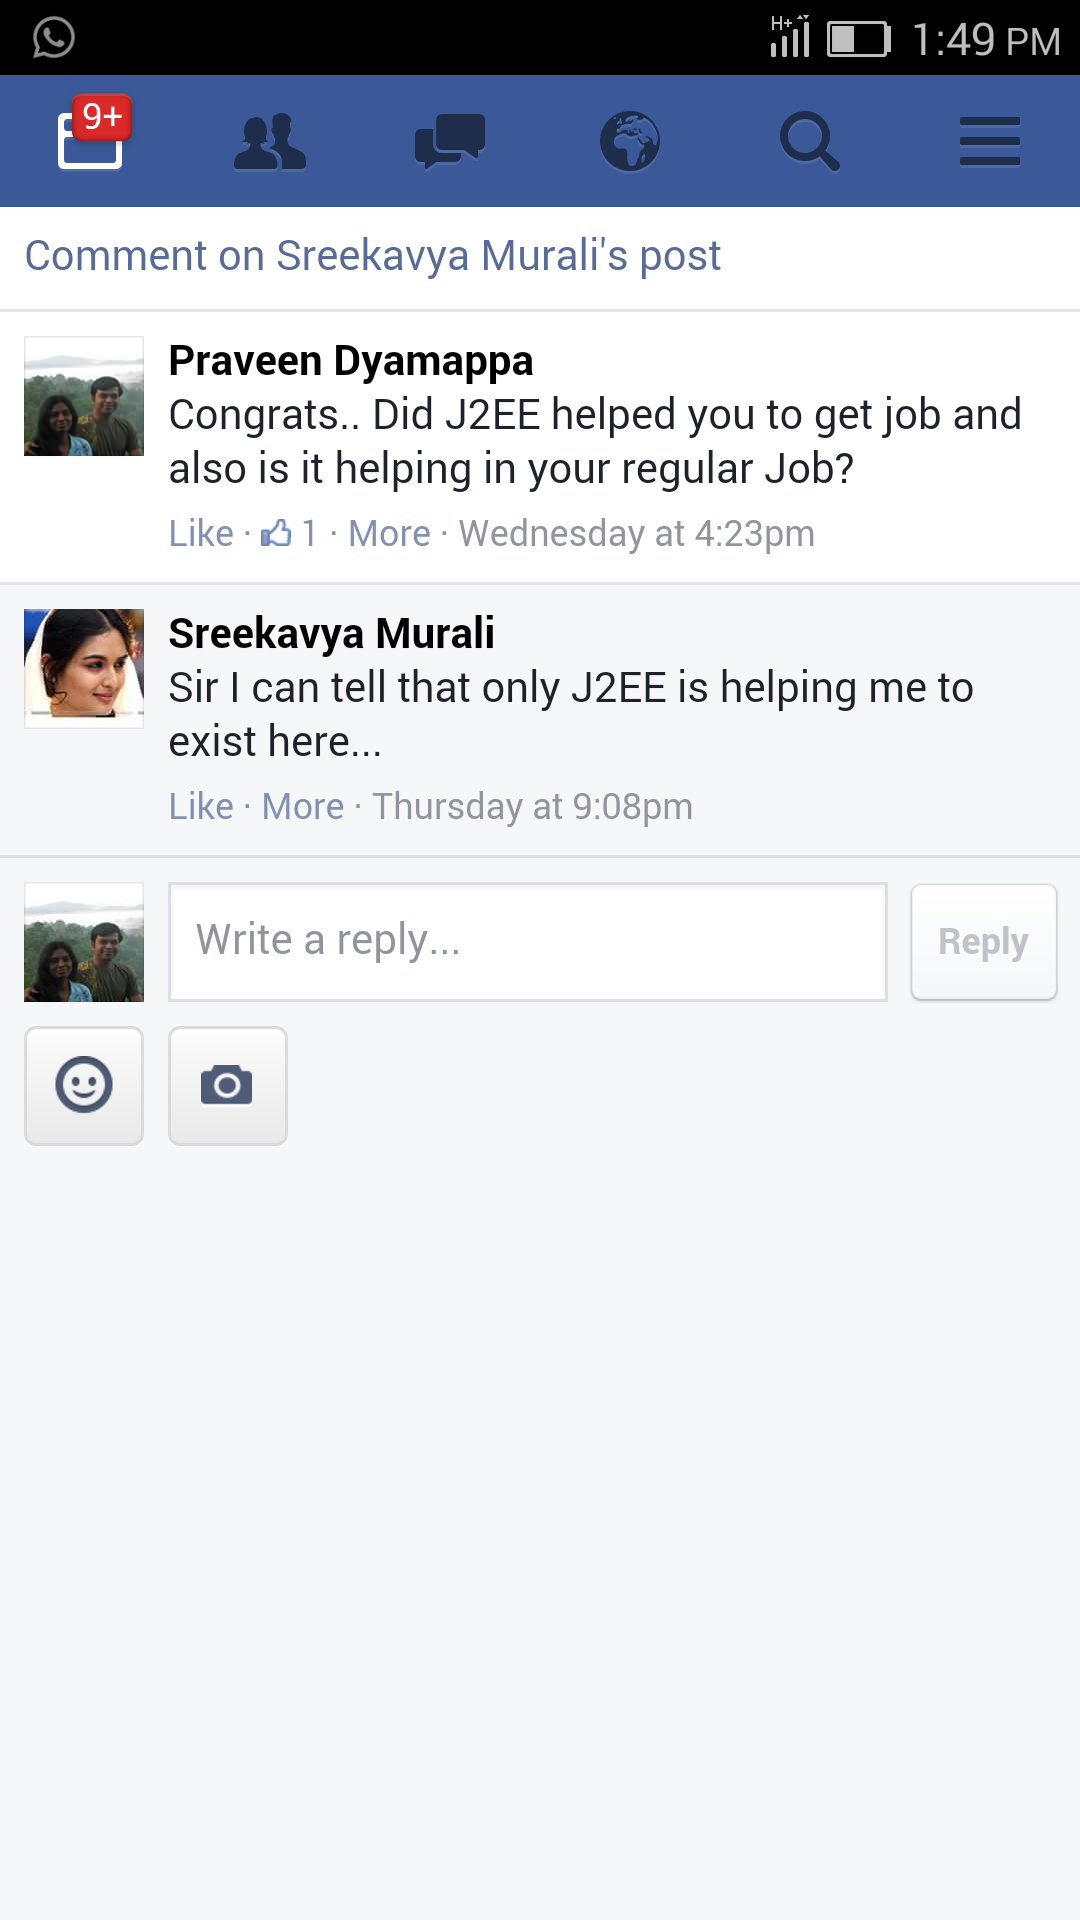 H+
1:49 PM
9+
Comment on Sreekavya Murali's post
Praveen Dyamappa
Congrats.. Did J2EE helped you to get job and
also is it helping in your regular Job?
Like · 1 · More · Wednesday at 4:23pm
Sreekavya Murali
Sir I can tell that only J2EE is helping me to
exist here...
Like · More · Thursday at 9:08pm
Write a reply...
Reply